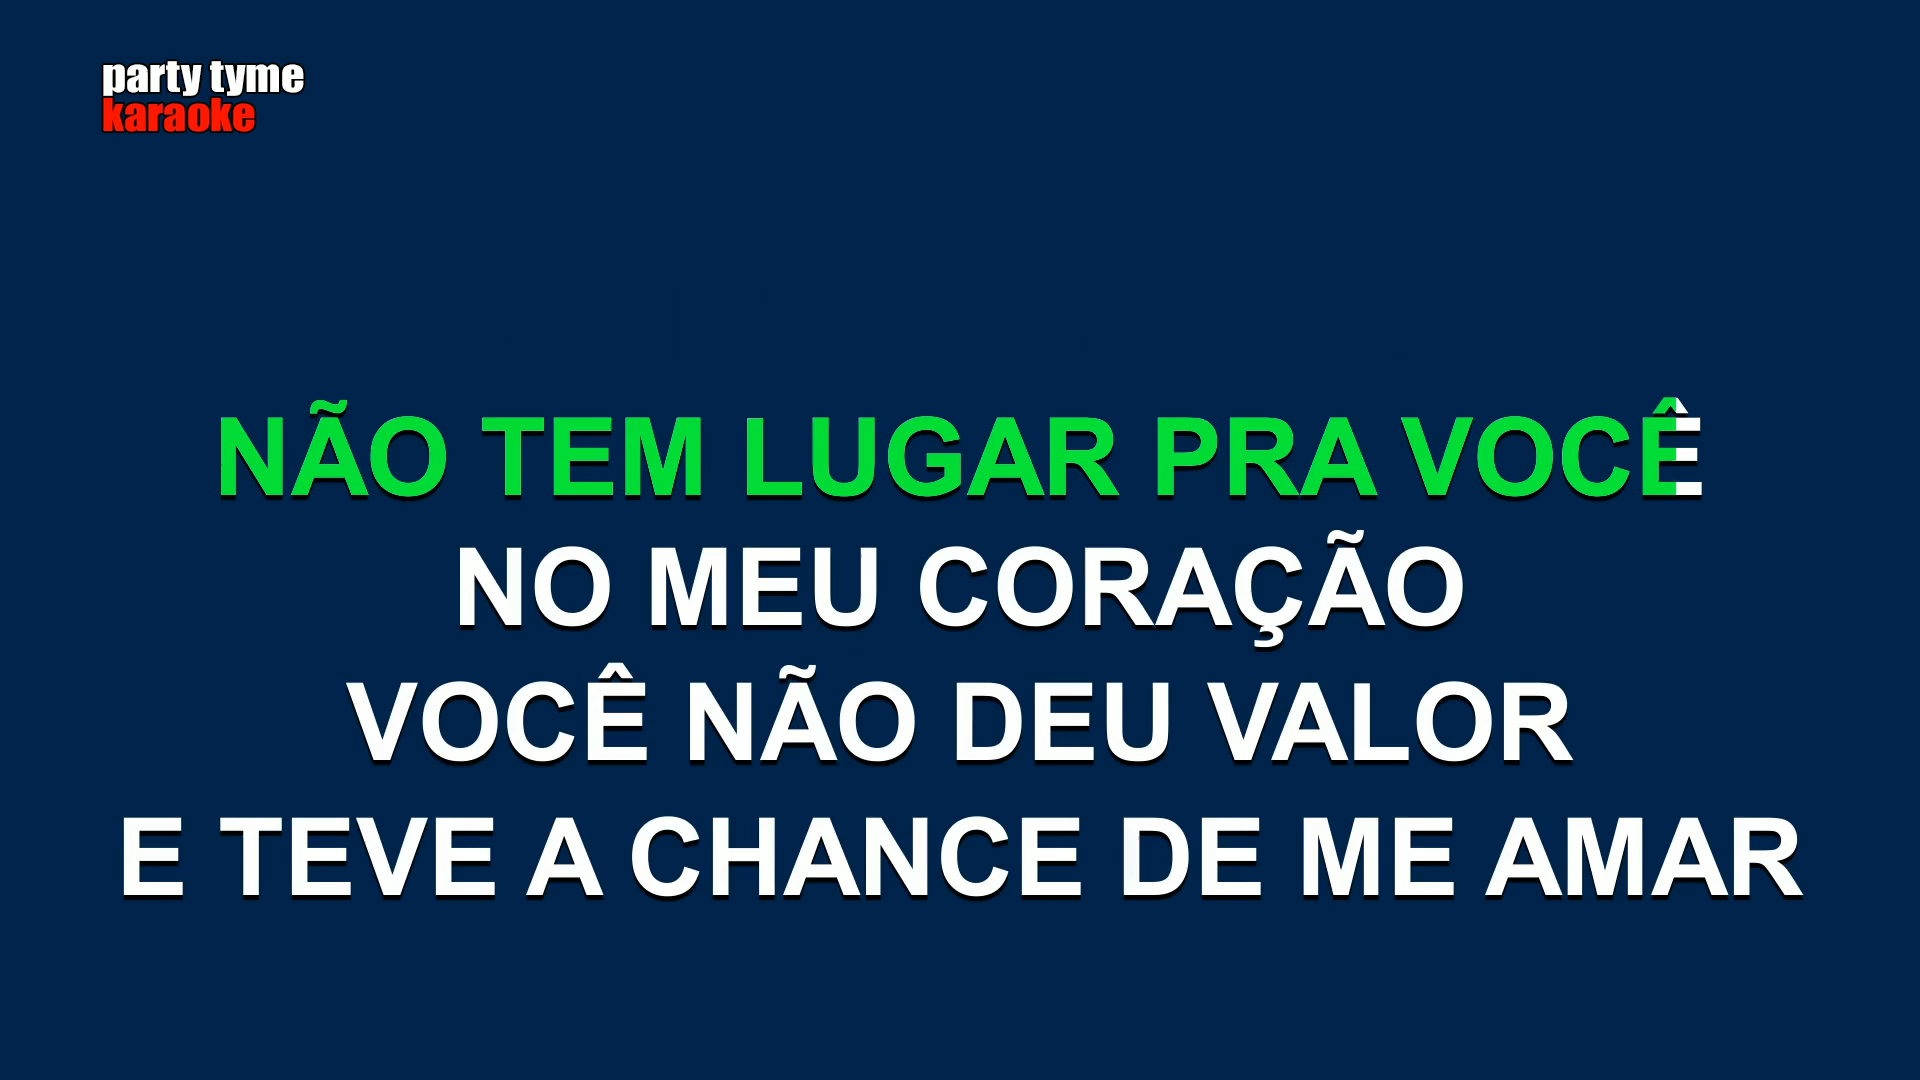 party tyme
karaoke
NÃO TEM LUGAR PRA VOCÊ
NO MEU CORAÇÃO
VOCÊ NÃO DEU VALOR
E TEVE A CHANCE DE ME AMAR